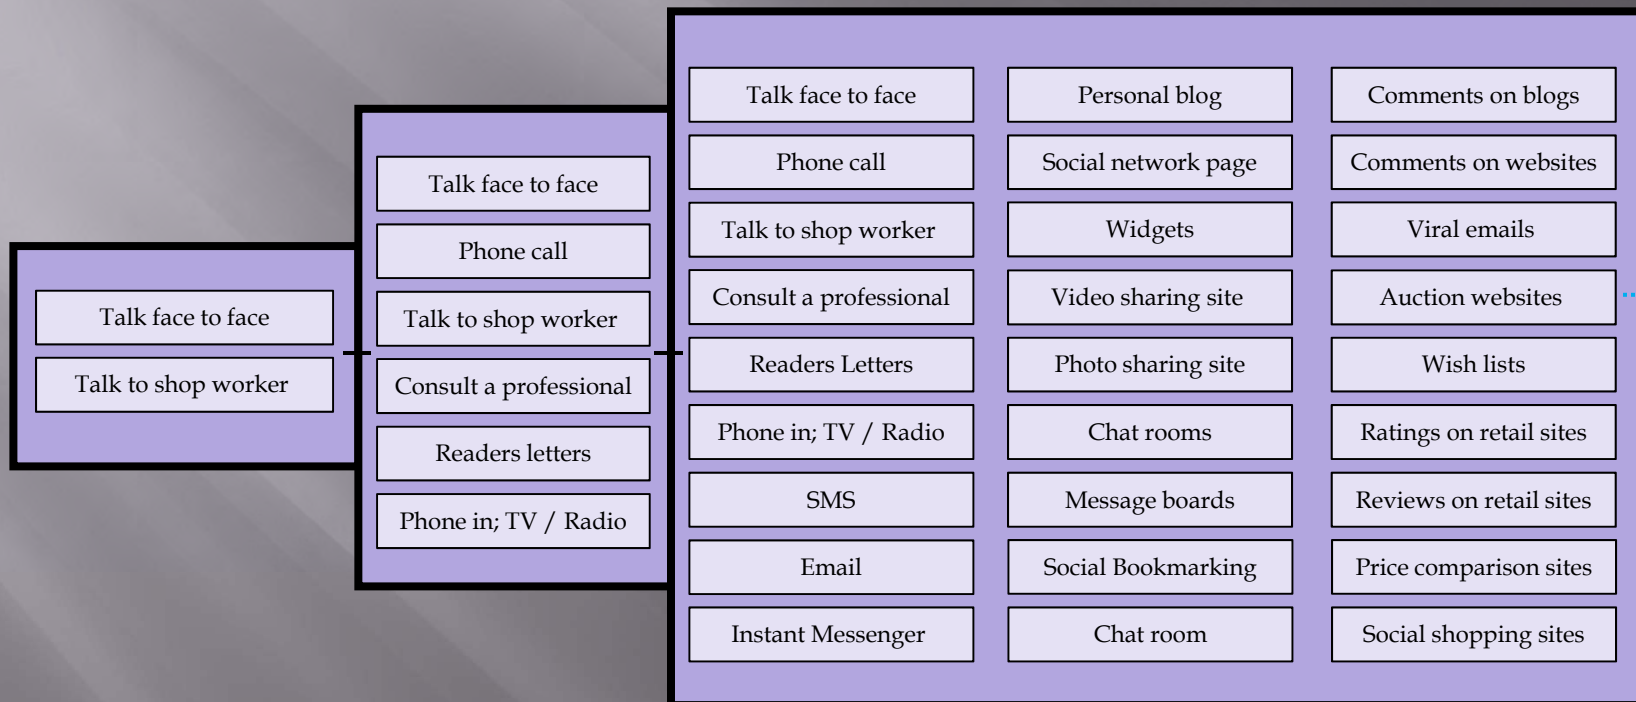 Talk face to face
Talk to shop worker
Talk face to face
Phone call
Talk to shop worker
Consult a professional
Readers letters
Phone in; TV / Radio
Talk face to face
Phone call
Talk to shop worker
Consult a professional
Readers Letters
Phone in; TV / Radio
SMS
Email
Instant Messenger
Personal blog
Social network page
Widgets
Video sharing site
Photo sharing site
Chat rooms
Message boards
Social Bookmarking
Chat room
Comments on blogs
Comments on websites
Viral emails
Auction websites
Wish lists
Ratings on retail sites
Reviews on retail sites
Price comparison sites
Social shopping sites